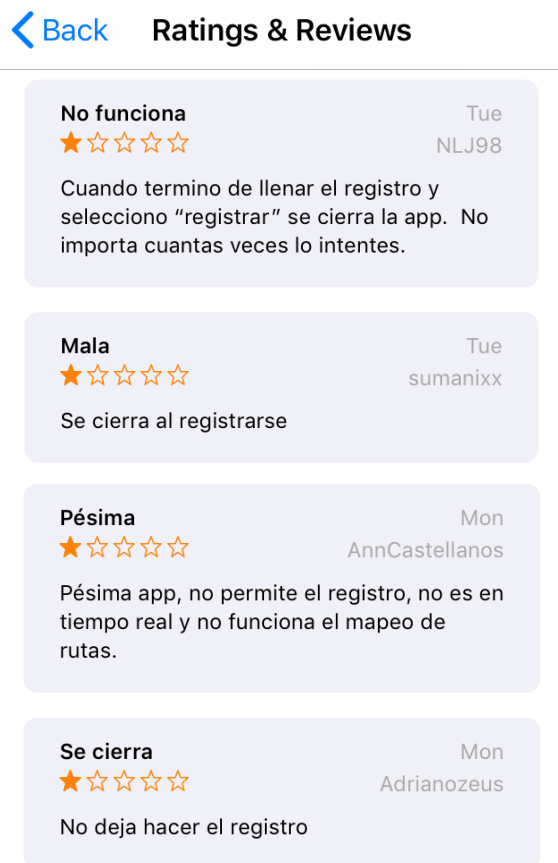 Back Ratings & Reviews
No funciona Tue
NLJ98
Cuando termino de llenar el registro y
selecciono “registrar” se cierra la app. No
importa cuantas veces lo intentes.
Mala Tue
sumanixx
Se cierra al registrarse
Pésima Mon
AnnCastellanos
Pésima app, no permite el registro, no es en
tiempo real y no funciona el mapeo de
rutas.
Se cierra Mon
Adrianozeus
No deja hacer el registro